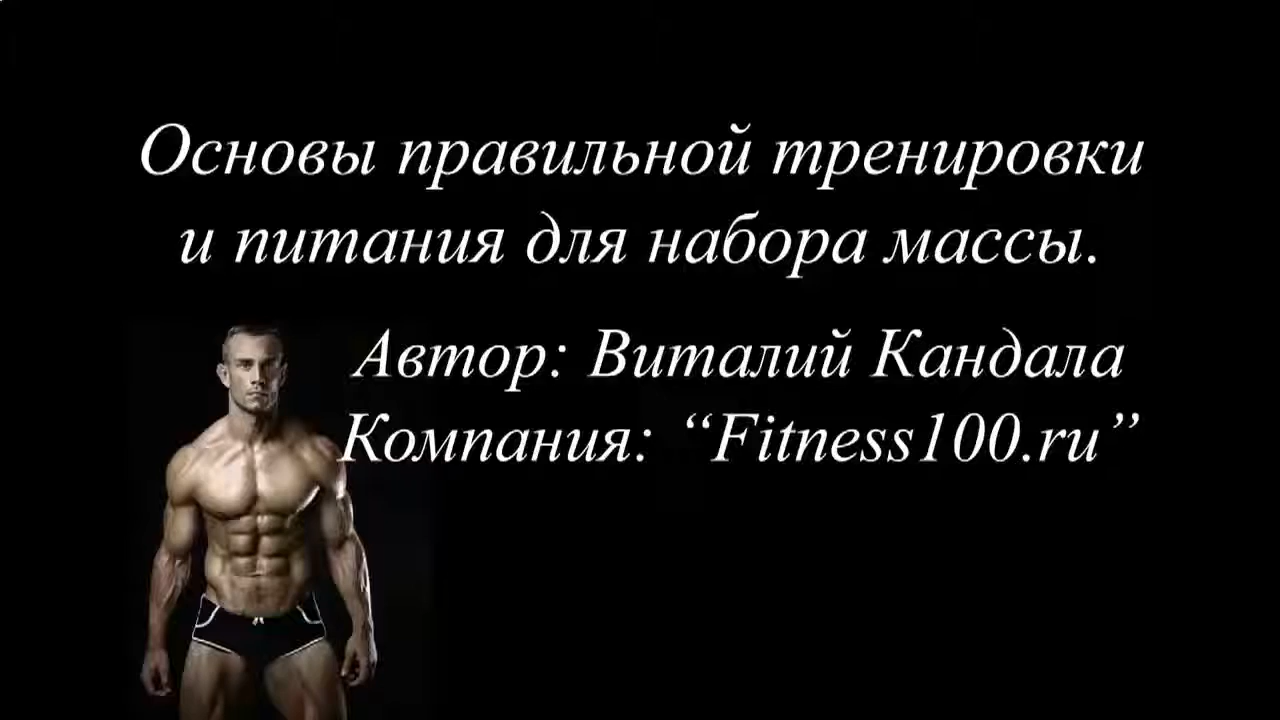 Основы правильной тренировки
и питания для набора массы.
Автор: Виталий Кандала
Компания: “Fitness100.ru”